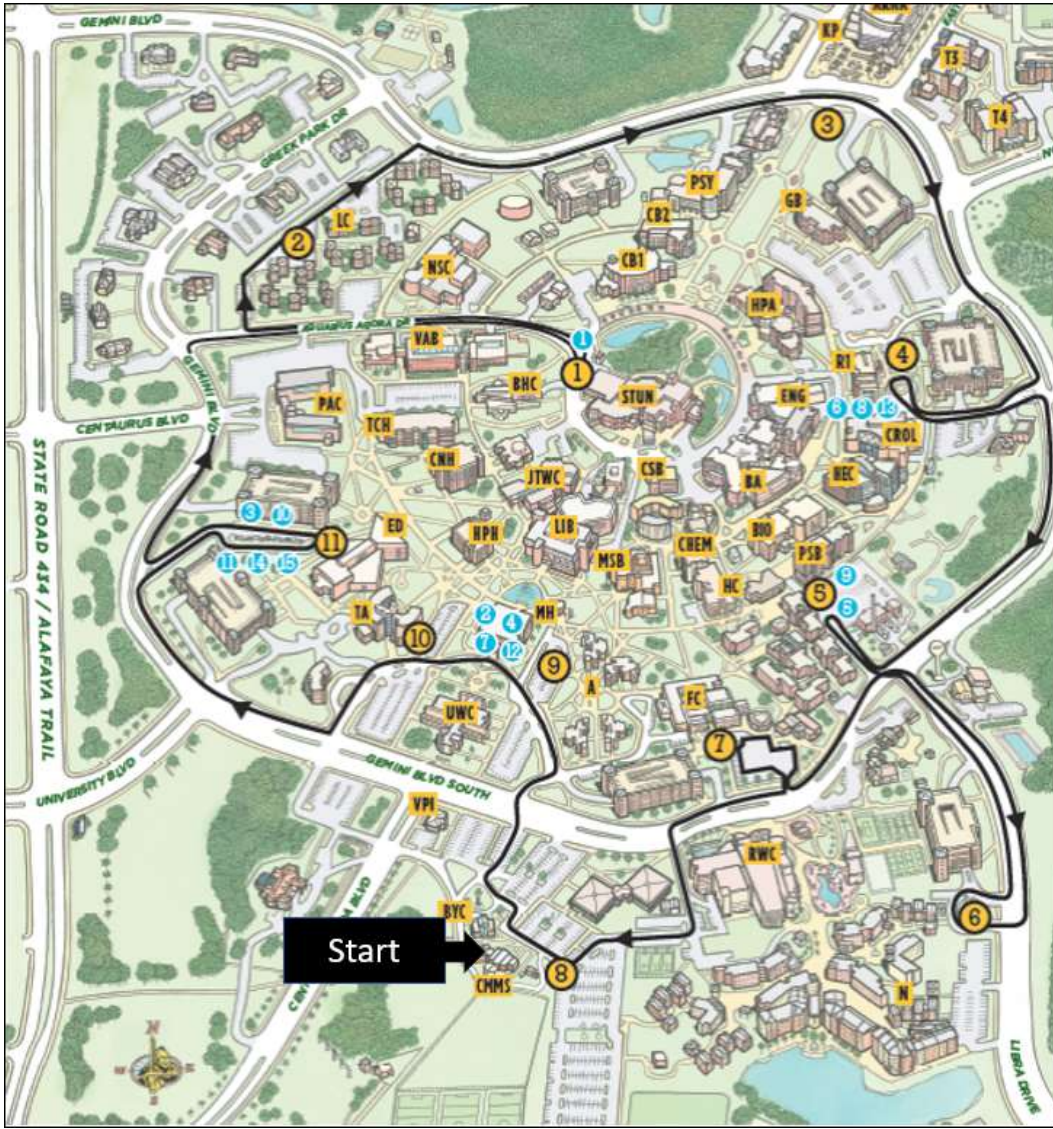 GEMINI BLVD
KP
T3
T4
GREEK PARK DR
3
PSY
2
LC
CB2
GB
NSC
CB1
HPA
AQUARIUS AGORA DR
1
VAB
1
R1
4
GEMINI BLVD
BHC
STUN
ENG
PAC
6 8 13
CENTAURUS BLVD
TCH
CROL
CNH
CSB
BA
HEC
JTWC
STATE ROAD 434 / ALAFAYA TRAIL
3 10
ED
HPH
LIB
BIO
11
CHEM
PSB
11 14 15
MSB
HC
9
5
TA
2 4
MH
10
7 12
9
A
FC
UWC
7
UNIVERSITY BLVD
GEMINI BLVD SOUTH
VPI
RWC
BYC
6
Start
8
CMMS
N
LIBRA DRIVE